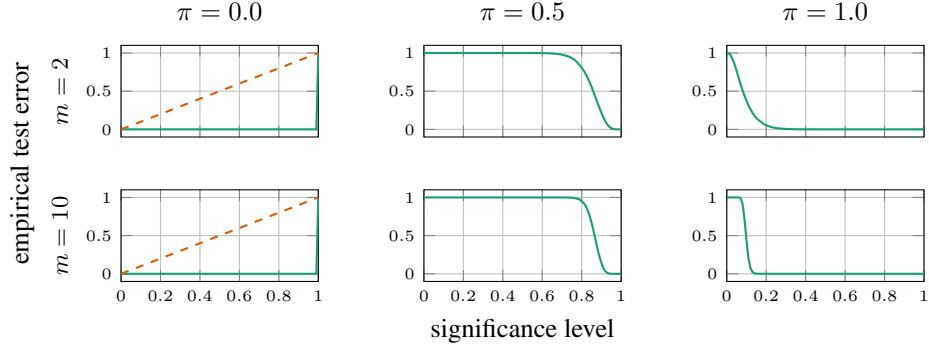 π = 0.0 π = 0.5 π = 1.0
empirical test error
m = 2
1 1 1
0.5 0.5 0.5
0 0 0
m = 10
1 1 1
0.5 0.5 0.5
0 0 0
0 0.2 0.4 0.6 0.8 1 0 0.2 0.4 0.6 0.8 1 0 0.2 0.4 0.6 0.8 1
significance level